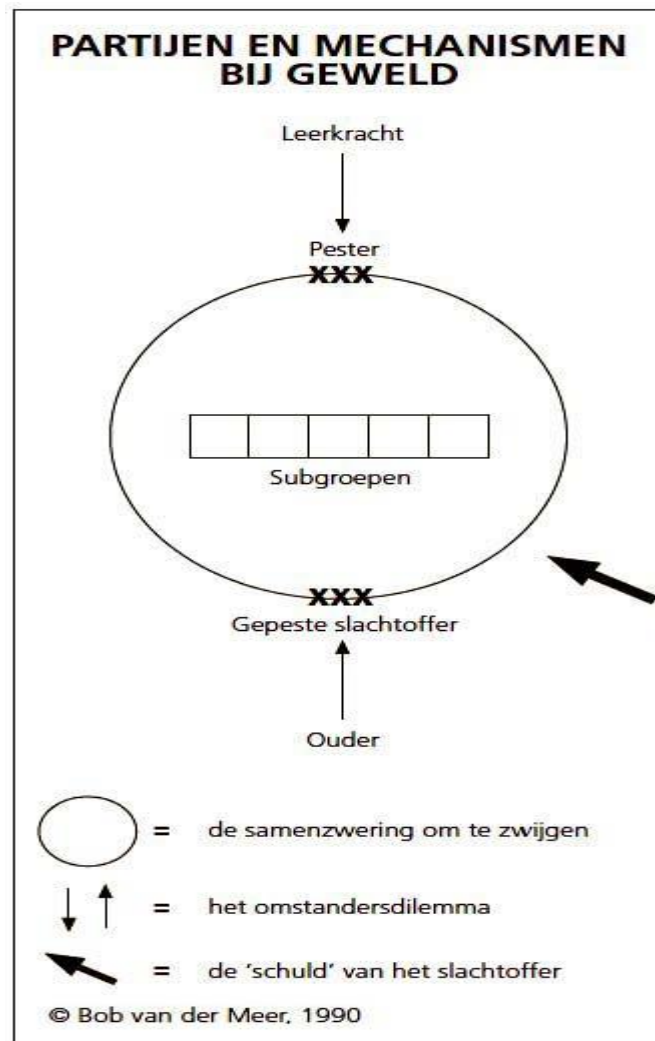 PARTIJEN EN MECHANISMEN
BIJ GEWELD
Leerkracht
Pester
xxx
Subgroepen
xxx
Gepeste slachtoffer
Ouder
= de samenzwering om te zwijgen
= het omstandersdilemma
= de ‘schuld’ van het slachtoffer
© Bob van der Meer, 1990